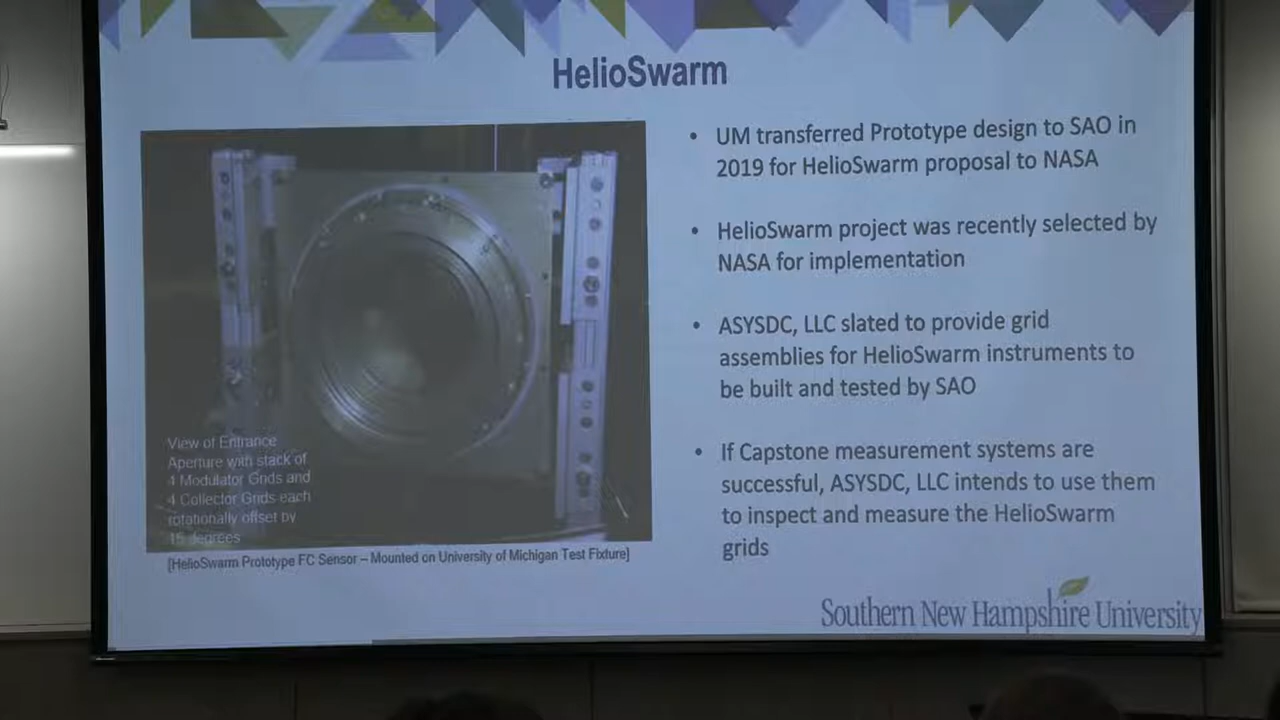 HelioSwarm
View of Entrance
Aperture with stack of
4 Modulator Grids and
4 Collector Grids each
rotationally offset by
15 degrees
[HelioSwarm Prototype FC Sensor – Mounted on University of Michigan Test Fixture]
• UM transferred Prototype design to SAO in
2019 for HelioSwarm proposal to NASA
• HelioSwarm project was recently selected by
NASA for implementation
• ASYSDC, LLC slated to provide grid
assemblies for HelioSwarm instruments to
be built and tested by SAO
• If Capstone measurement systems are
successful, ASYSDC, LLC intends to use them
to inspect and measure the HelioSwarm
grids
Southern New Hampshire University